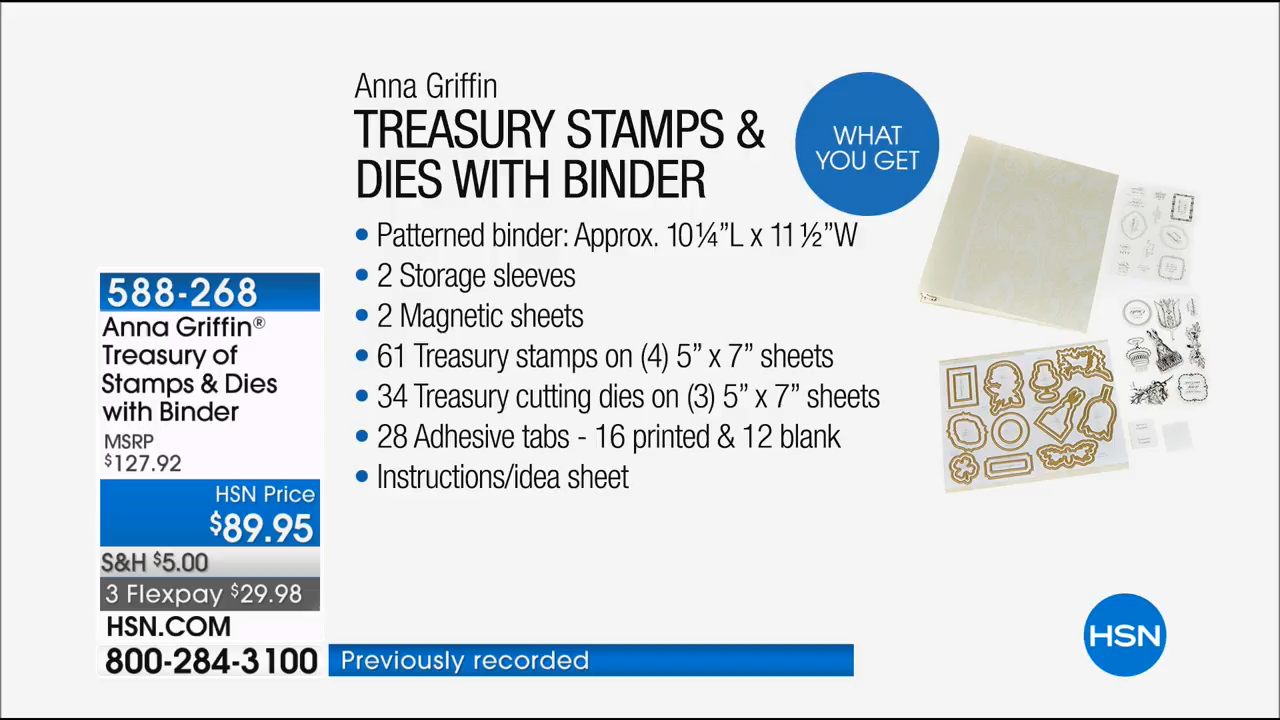 Anna Griffin
TREASURY STAMPS &
DIES WITH BINDER
WHAT
YOU GET
• Patterned binder: Approx. 10¼”L x 11½”W
• 2 Storage sleeves
• 2 Magnetic sheets
• 61 Treasury stamps on (4) 5” x 7” sheets
• 34 Treasury cutting dies on (3) 5” x 7” sheets
• 28 Adhesive tabs - 16 printed & 12 blank
• Instructions/idea sheet
588-268
Anna Griffin®
Treasury of
Stamps & Dies
with Binder
MSRP
$127.92
HSN Price
$89.95
S&H $5.00
3 Flexpay $29.98
HSN.COM
800-284-3100
Previously recorded
HSN